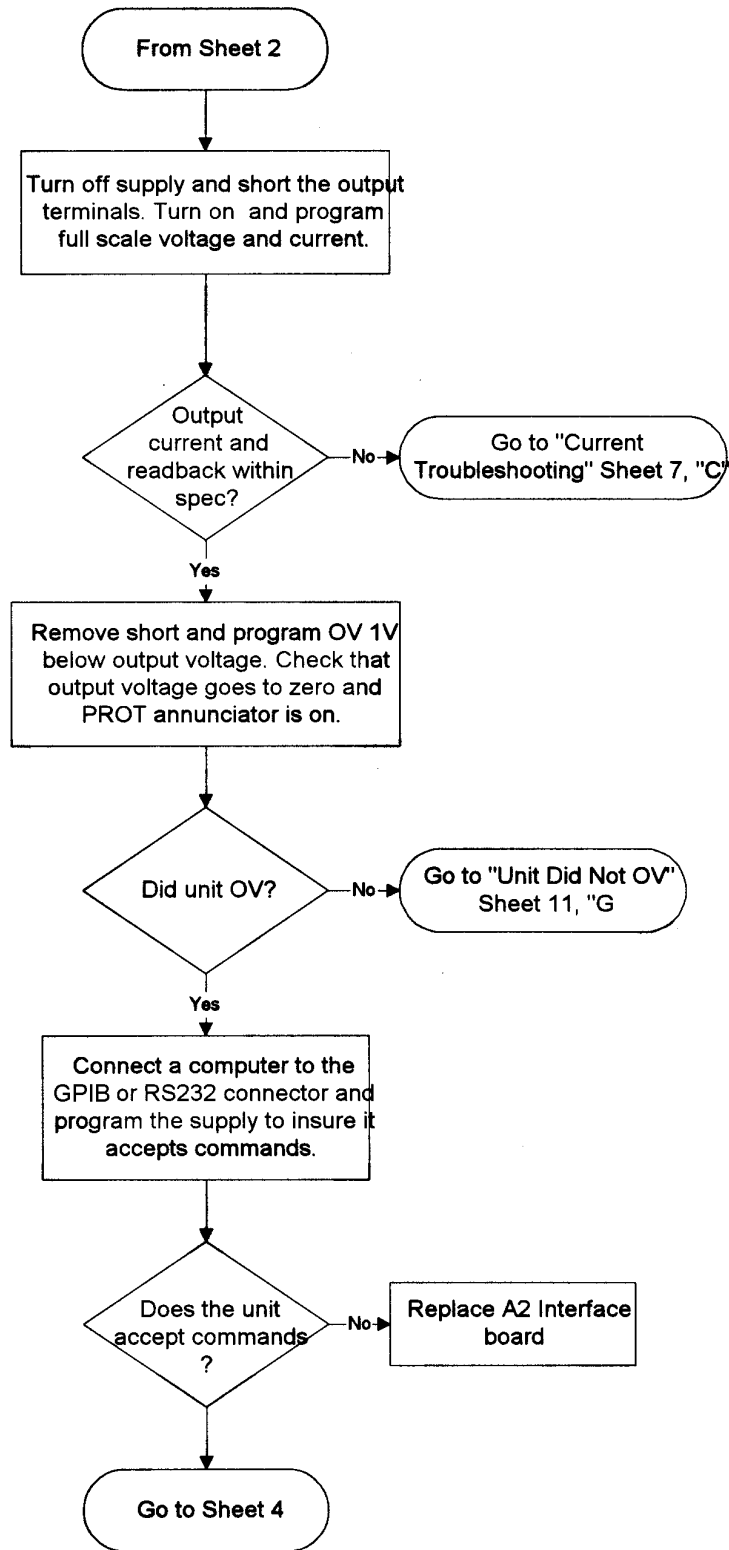 From Sheet 2
Turn off supply and short the output
terminals. Turn on and program
full scale voltage and current.
Output
current and
readback within
spec?
No
Go to "Current
Troubleshooting" Sheet 7, "C"
Yes
Remove short and program OV 1V
below output voltage. Check that
output voltage goes to zero and
PROT annunciator is on.
Did unit OV?
No
Go to "Unit Did Not OV"
Sheet 11, "G
Yes
Connect a computer to the
GPIB or RS232 connector and
program the supply to insure it
accepts commands.
Does the unit
accept commands
?
No
Replace A2 Interface
board
Go to Sheet 4